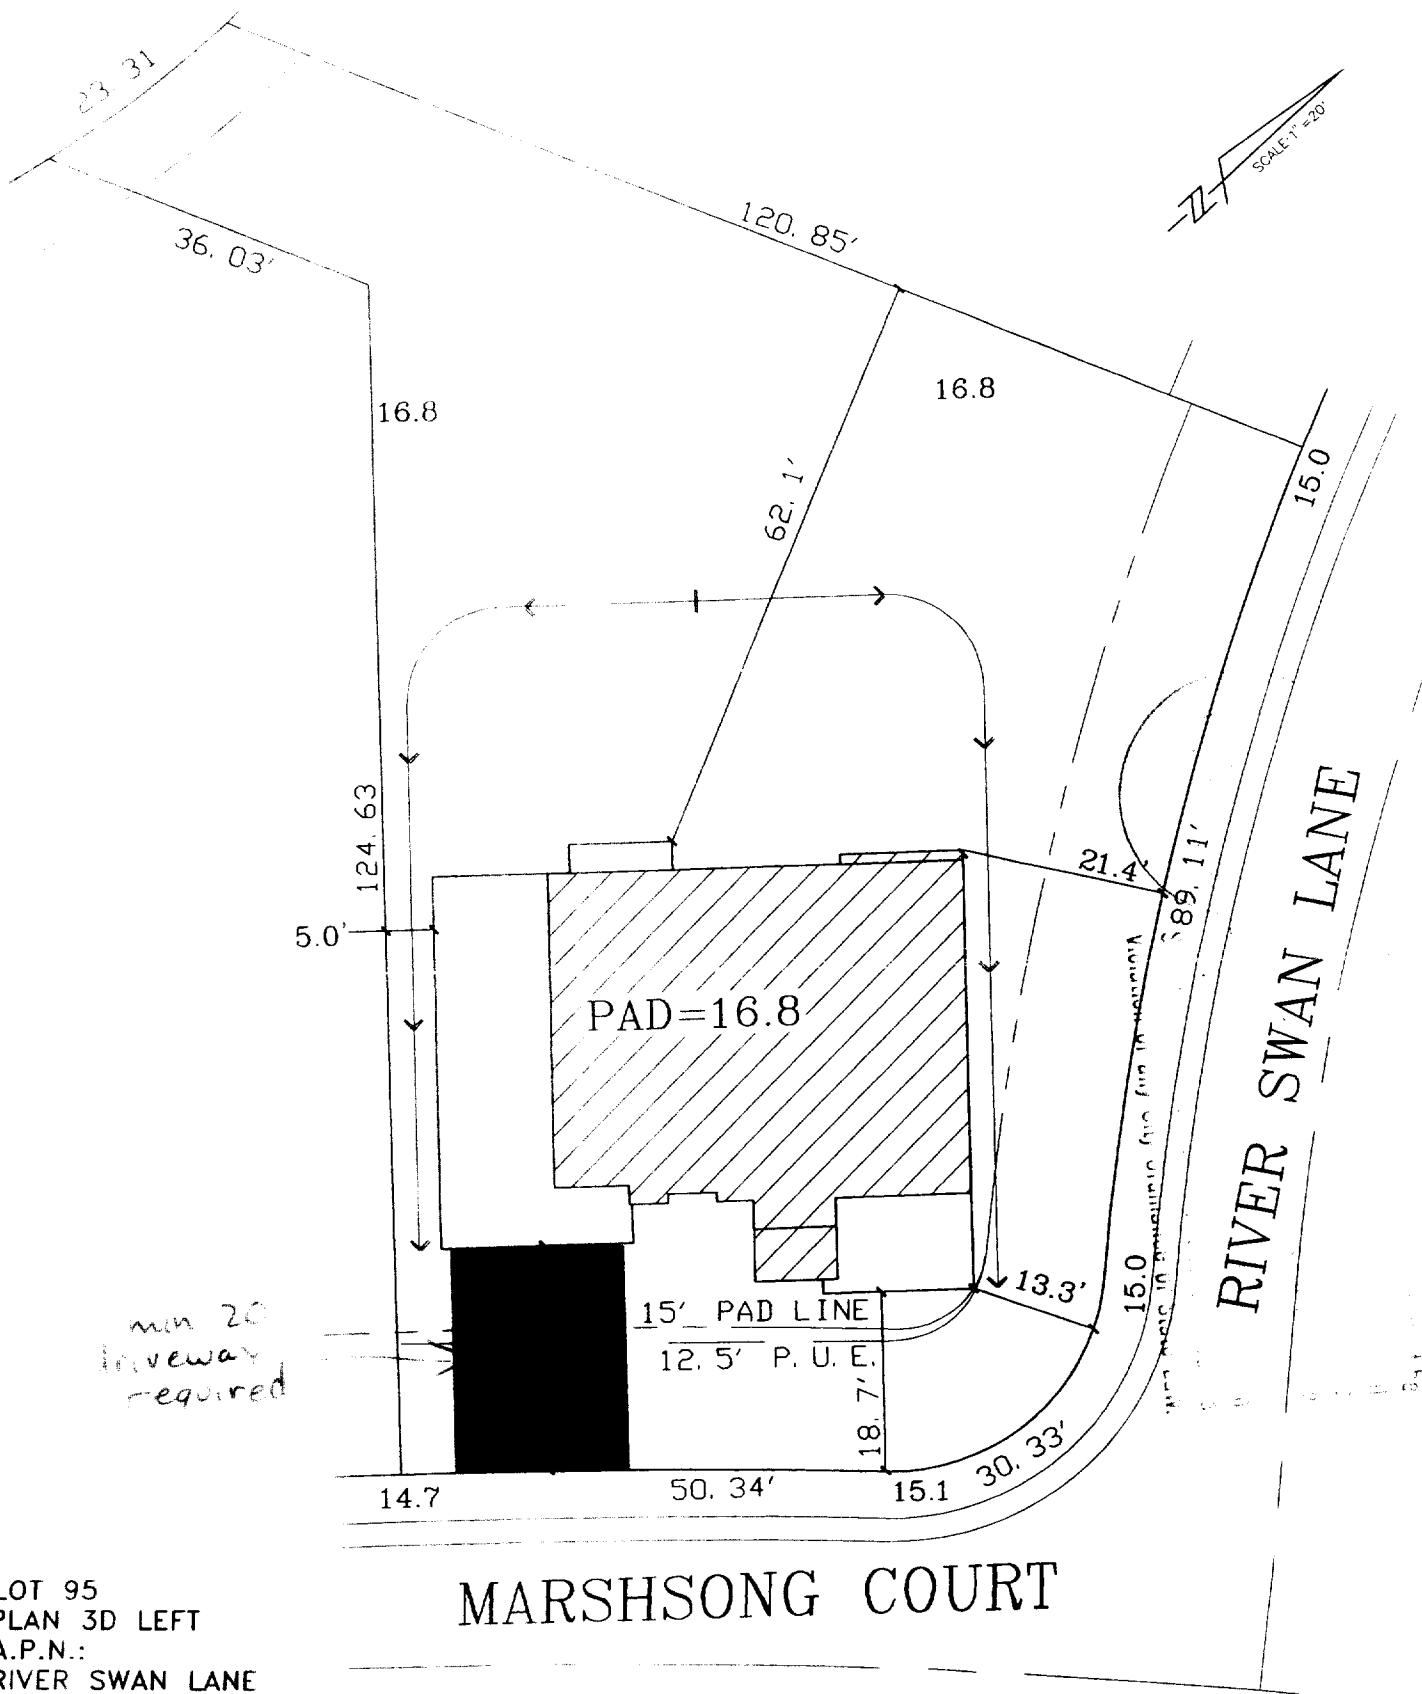 23.31
SCALE: 1"=20'
120.85'
36.03'
16.8
16.8
15.0
62.1'
124.63
21.4'
89.11'
5.0'
PAD=16.8
RIVER SWAN LANE
15.0
13.3'
min 20
required
15' PAD LINE
12.5' P.U.E.
18.7'
30.33'
14.7
50.34'
15.1
MARSHSONG COURT
LOT 95
PLAN 3D LEFT
A.P.N.:
RIVER SWAN LANE